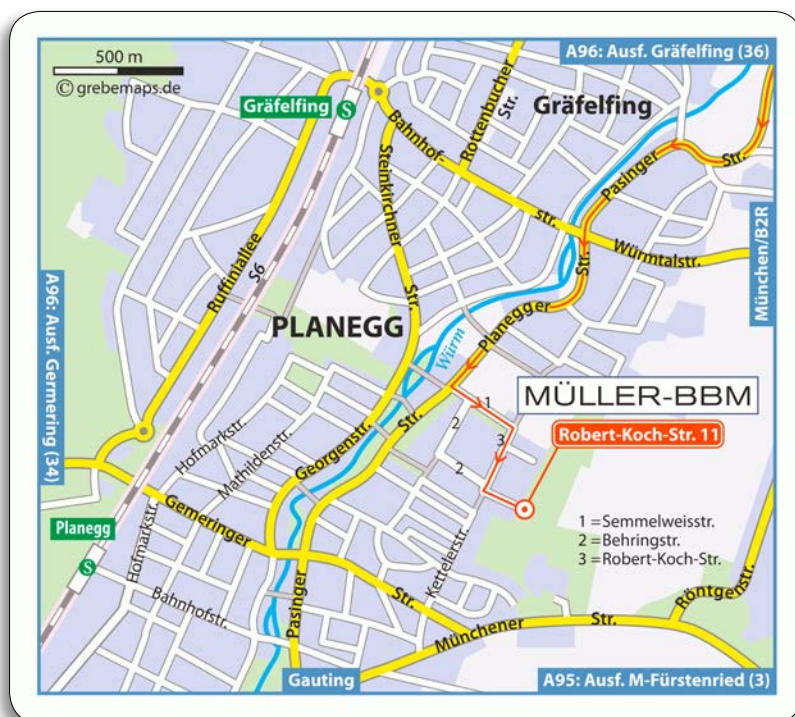 A96: Ausf. Gräfelfing (36)
500 m
© grebemaps.de
Gräfelfing S
Gräfelfing
Rottenbucher
Str.
Bahnhof-
str.
Steinkirchner
Str.
Pasinger
Str.
Würmtalstr.
München/B2R
Ruffiniallee
S6
A96: Ausf. Germering (34)
PLANEGG
Würm
Planegger
Str.
MÜLLER-BBM
Robert-Koch-Str. 11
1
2
3
2
Hofmarkstr.
Mathildenstr.
Georgenstr.
Str.
Gemeringer
Str.
Planegg
S
Hofmarkstr.
Bahnhofstr.
Pasinger
Kettelerstr.
1 = Semmelweisstr.
2 = Behringstr.
3 = Robert-Koch-Str.
Münchener
Str.
Röntgenstr.
Gauting
A95: Ausf. M-Fürstenried (3)